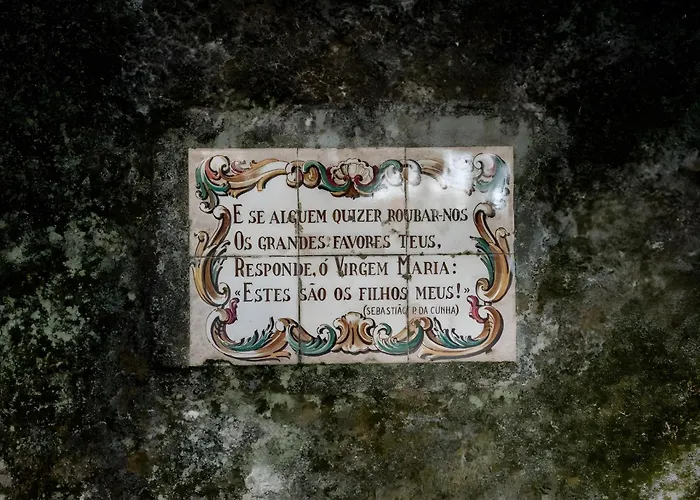 E SE ALGUEM QUIZER ROUBAR-NOS
OS GRANDES FAVORES TEUS,
RESPONDE, Ó VIRGEM MARIA:
«ESTES SÃO OS FILHOS MEUS!»
(SEBASTIÃO P. DA CUNHA)